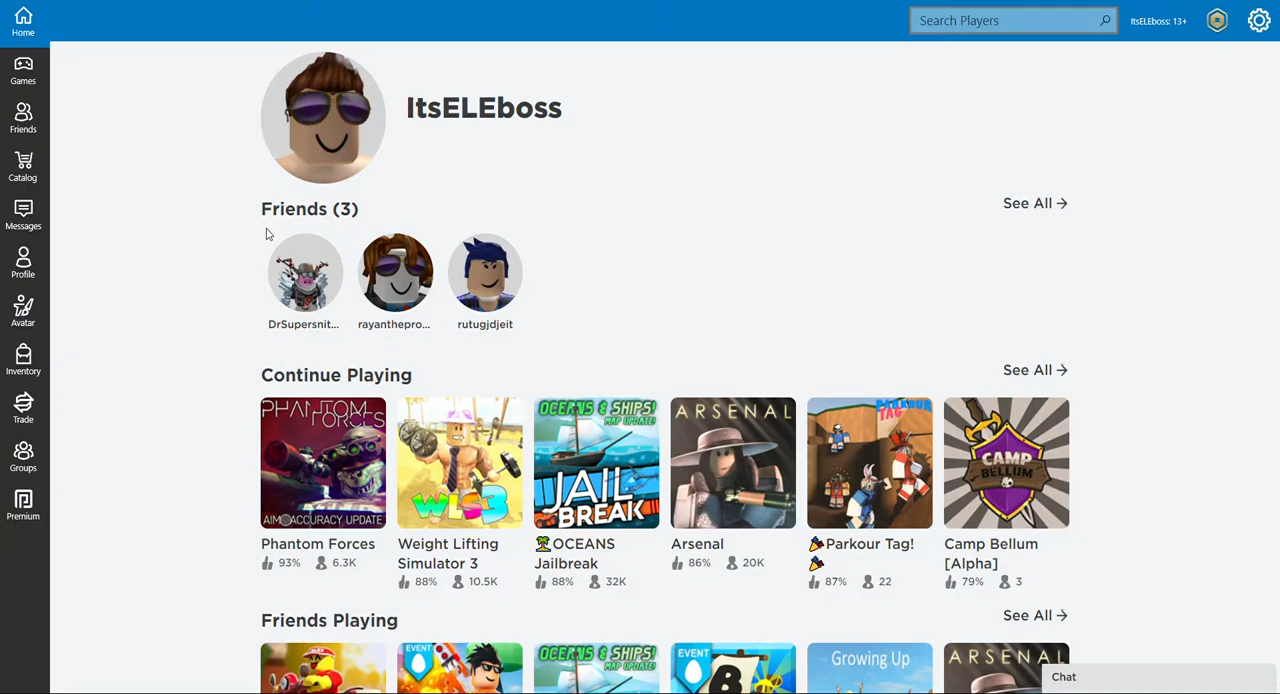 Home
Search Players
ItsELEboss: 13+
Games
Friends
Catalog
Messages
Profile
Avatar
Inventory
Trade
Groups
Premium
ItsELEboss
Friends (3)
See All
DrSupersnit...
rayanthepro...
rutugjdjeit
Continue Playing
See All
PHANTOM FORCES
AIM ACCURACY UPDATE
WLS3
OCEANS & SHIPS!
MAP UPDATE!
JAIL
BREAK
ARSENAL
PARKOUR
TAG
CAMP
BELLUM
Phantom Forces
93% 6.3K
Weight Lifting
Simulator 3
88% 10.5K
🏝️OCEANS
Jailbreak
88% 32K
Arsenal
86% 20K
🎉Parkour Tag!
🎉
87% 22
Camp Bellum
[Alpha]
79% 3
Friends Playing
See All
EVENT
OCEANS & SHIPS!
MAP UPDATE!
EVENT
B
Growing Up
ARSENAL
Chat